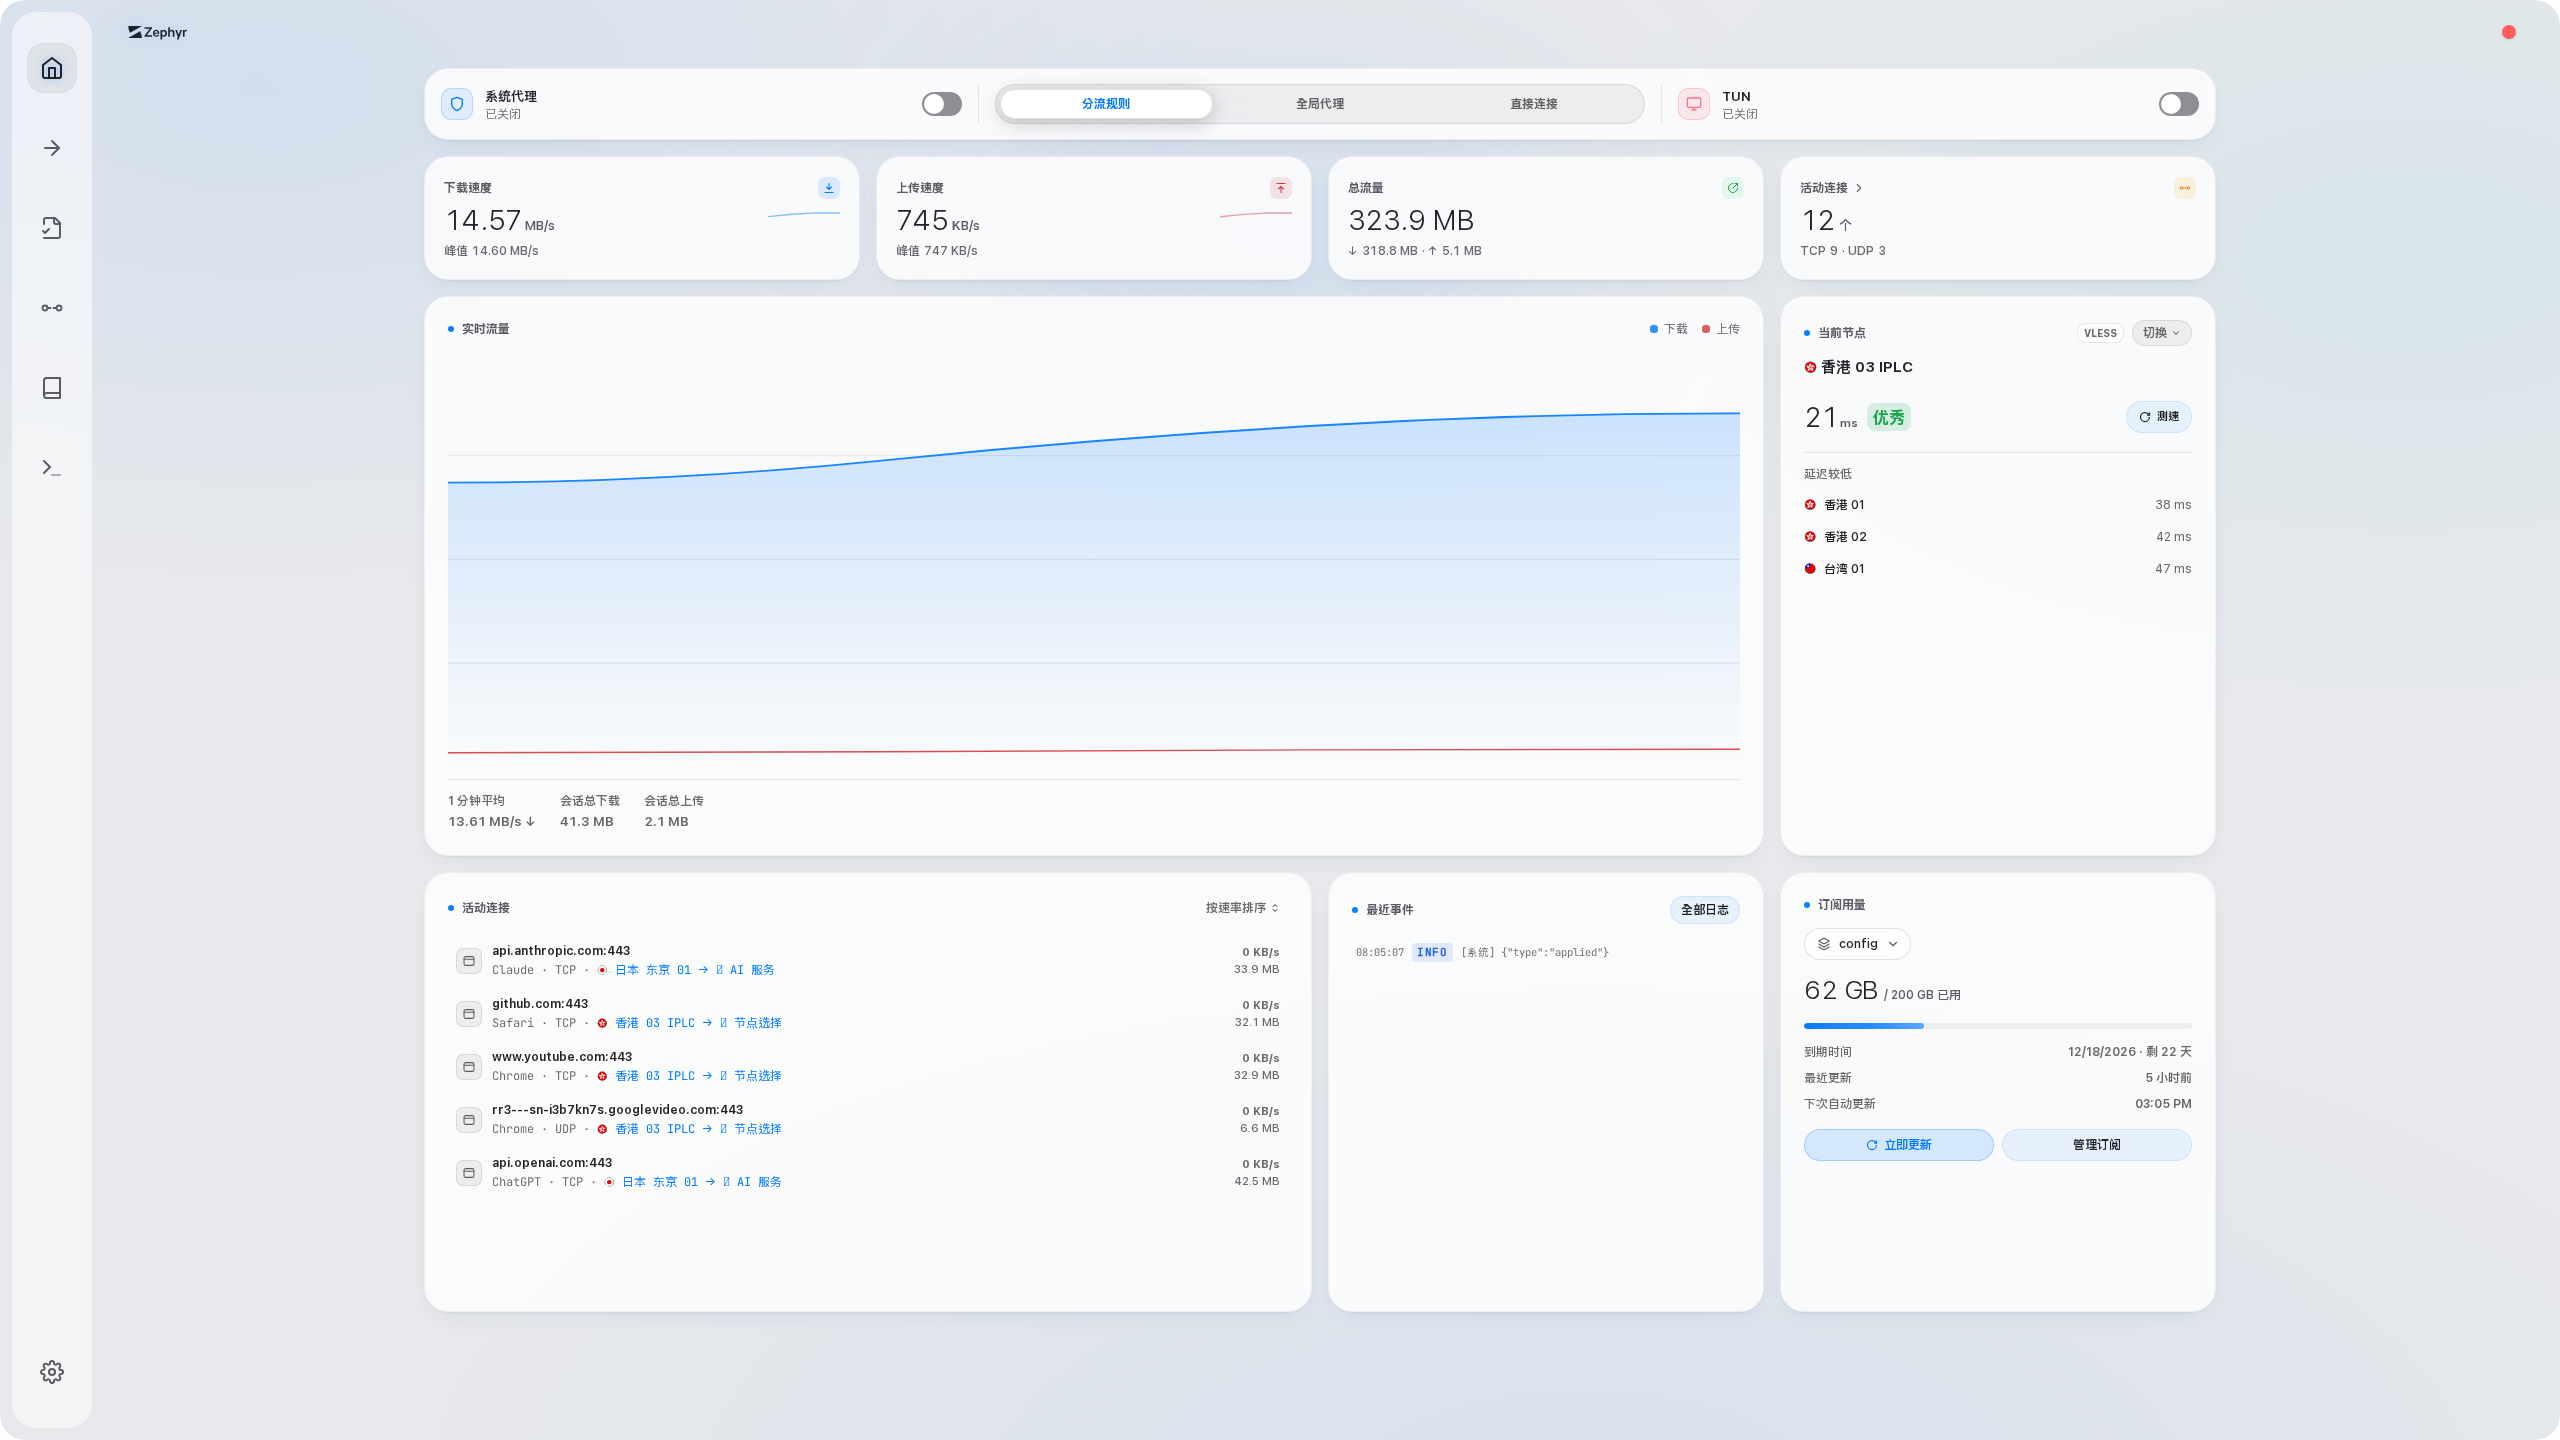 Zephyr
系统代理
已关闭
分流规则
全局代理
直接连接
TUN
已关闭
下载速度
14.57 MB/s
峰值 14.60 MB/s
上传速度
745 KB/s
峰值 747 KB/s
总流量
323.9 MB
↓ 318.8 MB · ↑ 5.1 MB
活动连接
12 个
TCP 9 · UDP 3
实时流量
下载
上传
1 分钟平均
13.61 MB/s ↓
会话总下载
41.3 MB
会话总上传
2.1 MB
当前节点
VLESS
切换
香港 03 IPLC
21 ms 优秀
测速
延迟较低
香港 01 38 ms
香港 02 42 ms
台湾 01 47 ms
活动连接
按速率排序
api.anthropic.com:443 0 KB/s
Claude · TCP · 日本 东京 01 → AI 服务 33.9 MB
github.com:443 0 KB/s
Safari · TCP · 香港 03 IPLC → 节点选择 32.1 MB
www.youtube.com:443 0 KB/s
Chrome · TCP · 香港 03 IPLC → 节点选择 32.9 MB
rr3---sn-i3b7kn7s.googlevideo.com:443 0 KB/s
Chrome · UDP · 香港 03 IPLC → 节点选择 6.6 MB
api.openai.com:443 0 KB/s
ChatGPT · TCP · 日本 东京 01 → AI 服务 42.5 MB
最近事件
全部日志
08:05:07 INFO [系统] {"type":"applied"}
订阅用量
config
62 GB / 200 GB 已用
到期时间 12/18/2026 · 剩 22 天
最近更新 5 小时前
下次自动更新 03:05 PM
立即更新
管理订阅